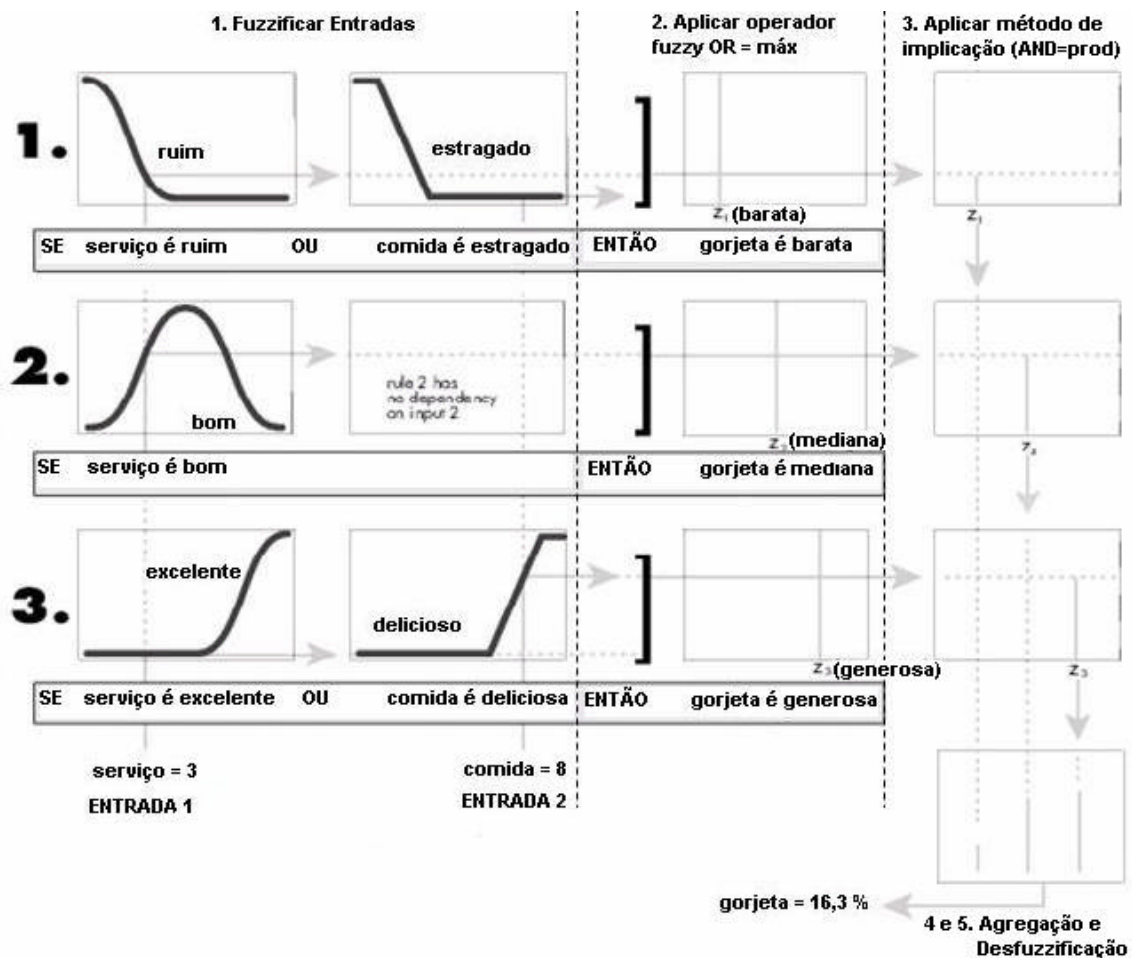 1. Fuzzificar Entradas
2. Aplicar operador
fuzzy OR = máx
3. Aplicar método de
implicação (AND=prod)
1.
ruim
estragado
z₁ (barata)
z₁
SE serviço é ruim OU comida é estragado ENTÃO gorjeta é barata
2.
bom
rule 2 has
no dependency
on input 2
z₂ (mediana)
z₂
SE serviço é bom ENTÃO gorjeta é mediana
3.
excelente
delicioso
z₃ (generosa)
z₃
SE serviço é excelente OU comida é deliciosa ENTÃO gorjeta é generosa
serviço = 3
ENTRADA 1
comida = 8
ENTRADA 2
gorjeta = 16,3 %
4 e 5. Agregação e
Desfuzzificação